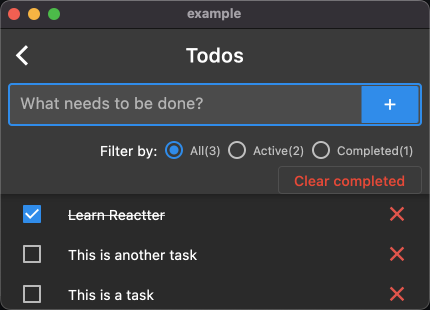 example
Todos
What needs to be done?
+
Filter by: All(3) Active(2) Completed(1)
Clear completed
Learn Reactter
This is another task
This is a task